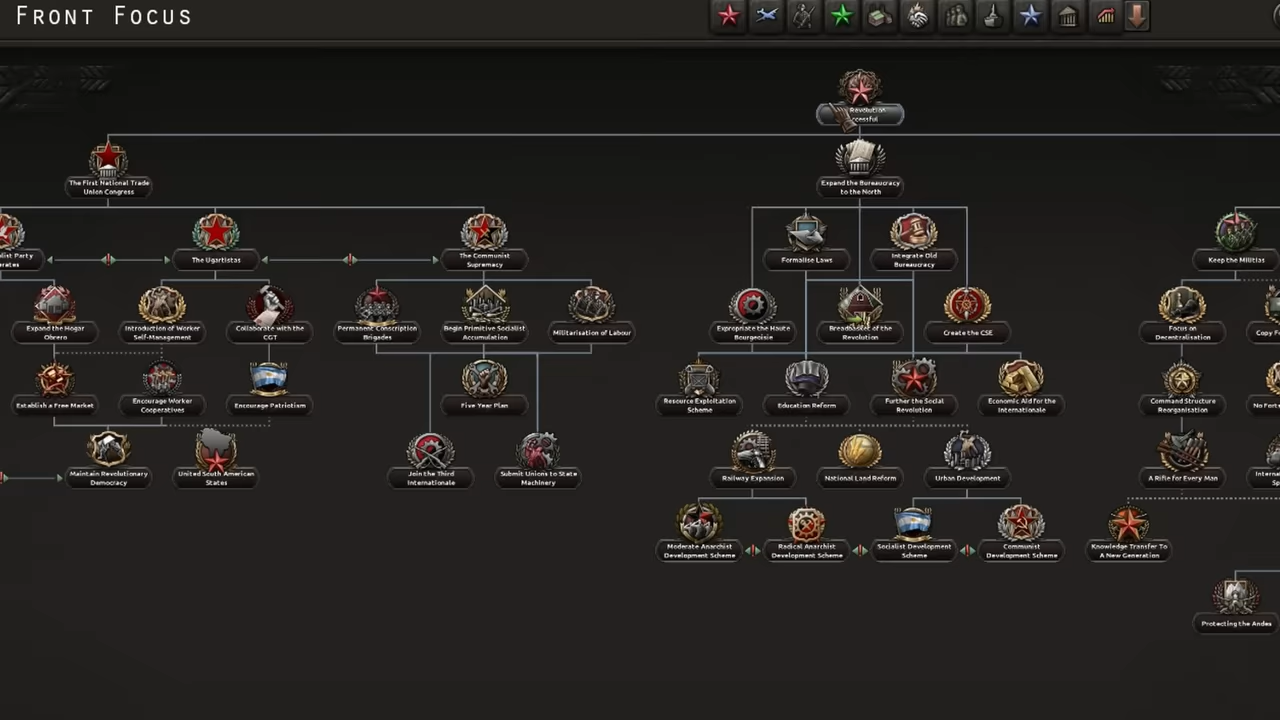 Front Focus
Revolution
cessful
The First National Trade
Union Congress
Expand the Bureaucracy
to the North
The Ugartistas
The Communist
Supremacy
Formalise Laws
Integrate Old
Bureaucracy
Keep the Militias
Expand the Hogar
Obrero
Introduction of Worker
Self-Management
Collaborate with the
CGT
Permanent Conscription
Brigades
Begin Primitive Socialist
Accumulation
Militarisation of Labour
Expropriate the Haute
Bourgeoisie
Breadbasket of the
Revolution
Create the CSE
Focus on
Decentralisation
Establish a Free Market
Encourage Worker
Cooperatives
Encourage Patriotism
Five Year Plan
Resource Exploitation
Scheme
Education Reform
Further the Social
Revolution
Economic Aid for the
Internationale
Command Structure
Reorganisation
Maintain Revolutionary
Democracy
United South American
States
Join the Third
Internationale
Submit Unions to State
Machinery
Railway Expansion
National Land Reform
Urban Development
A Rifle for Every Man
Moderate Anarchist
Development Scheme
Radical Anarchist
Development Scheme
Socialist Development
Scheme
Communist
Development Scheme
Knowledge Transfer To
A New Generation
Protecting the Andes